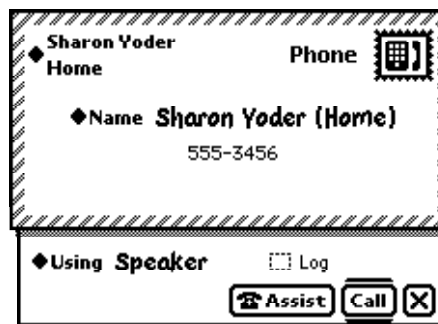 Sharon Yoder
Home
Phone
Name Sharon Yoder (Home)
555-3456
Using Speaker
Log
Assist Call